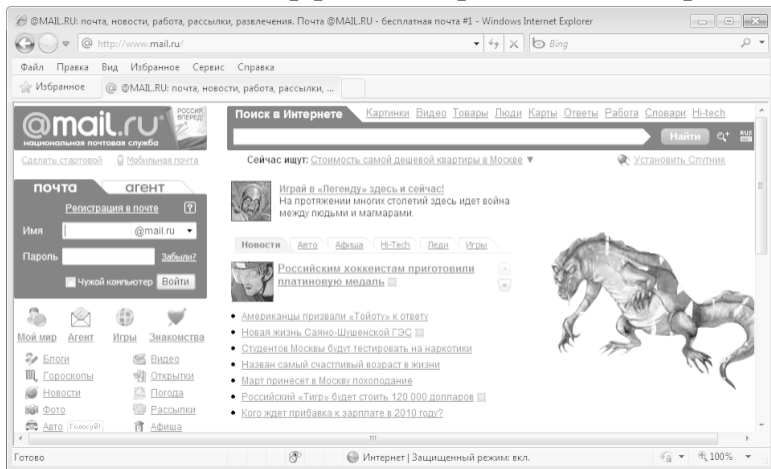 @MAIL.RU: почта, новости, работа, рассылки, развлечения. Почта @MAIL.RU - бесплатная почта #1 - Windows Internet Explorer
http://www.mail.ru/
Bing
Файл Правка Вид Избранное Сервис Справка
Избранное @MAIL.RU: почта, новости, работа, рассылки, ...
@mail.ru
национальная почтовая служба
РОССИЯ, ВПЕРЕД!
Поиск в Интернете Картинки Видео Товары Люди Карты Ответы Работа Словари Hi-tech
Найти
RUS
Сделать стартовой Мобильная почта
Сейчас ищут: Стоимость самой дешевой квартиры в Москве ▼
Установить Спутник
почта агент
Регистрация в почте ?
Имя @mail.ru
Пароль Забыли?
Чужой компьютер Войти
Играй в «Легенду» здесь и сейчас!
На протяжении многих столетий здесь идет война
между людьми и магмарами.
Новости Авто Афиша Hi-Tech Леди Игры
Российским хоккеистам приготовили
платиновую медаль
• Американцы призвали «Тойоту» к ответу
• Новая жизнь Саяно-Шушенской ГЭС
• Студентов Москвы будут тестировать на наркотики
• Назван самый счастливый возраст в жизни
• Март принесет в Москву похолодание
• Российский «Тигр» будет стоить 120 000 долларов
• Кого ждет прибавка к зарплате в 2010 году?
Мой мир Агент Игры Знакомства
Блоги Видео
Гороскопы Открытки
Новости Погода
Фото Рассылки
Авто Голосуй! Афиша
Готово
Интернет | Защищенный режим: вкл.
100%